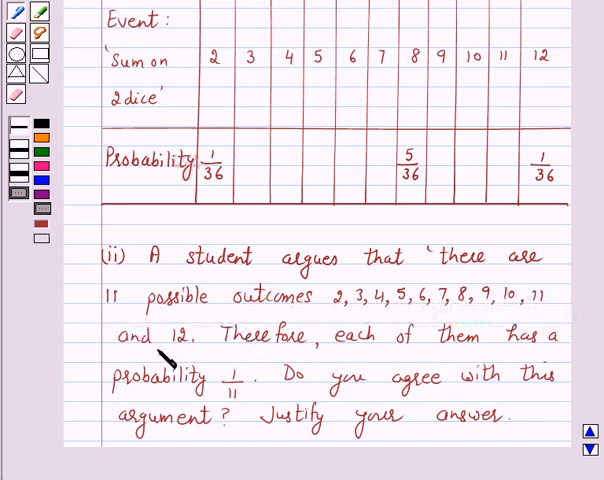 Event:
'Sum on 2 dice' 2 3 4 5 6 7 8 9 10 11 12
Probability 1/36 5/36 1/36
(ii) A student argues that 'there are
11 possible outcomes 2, 3, 4, 5, 6, 7, 8, 9, 10, 11
and 12. Therefore, each of them has a
probability 1/11. Do you agree with this
argument? Justify your answer.